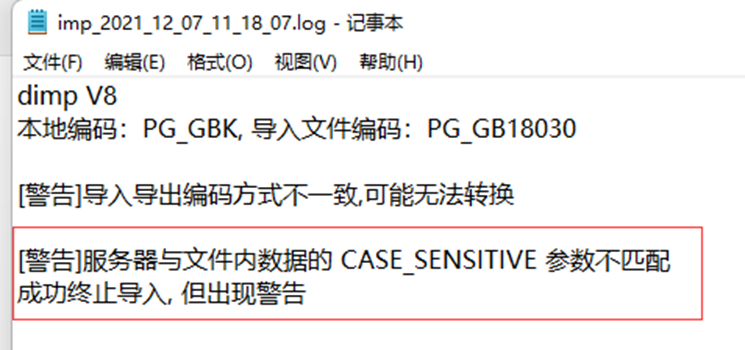 imp_2021_12_07_11_18_07.log - 记事本
文件(F) 编辑(E) 格式(O) 视图(V) 帮助(H)
dimp V8
本地编码：PG_GBK, 导入文件编码：PG_GB18030
[警告]导入导出编码方式不一致,可能无法转换
[警告]服务器与文件内数据的 CASE_SENSITIVE 参数不匹配
成功终止导入, 但出现警告